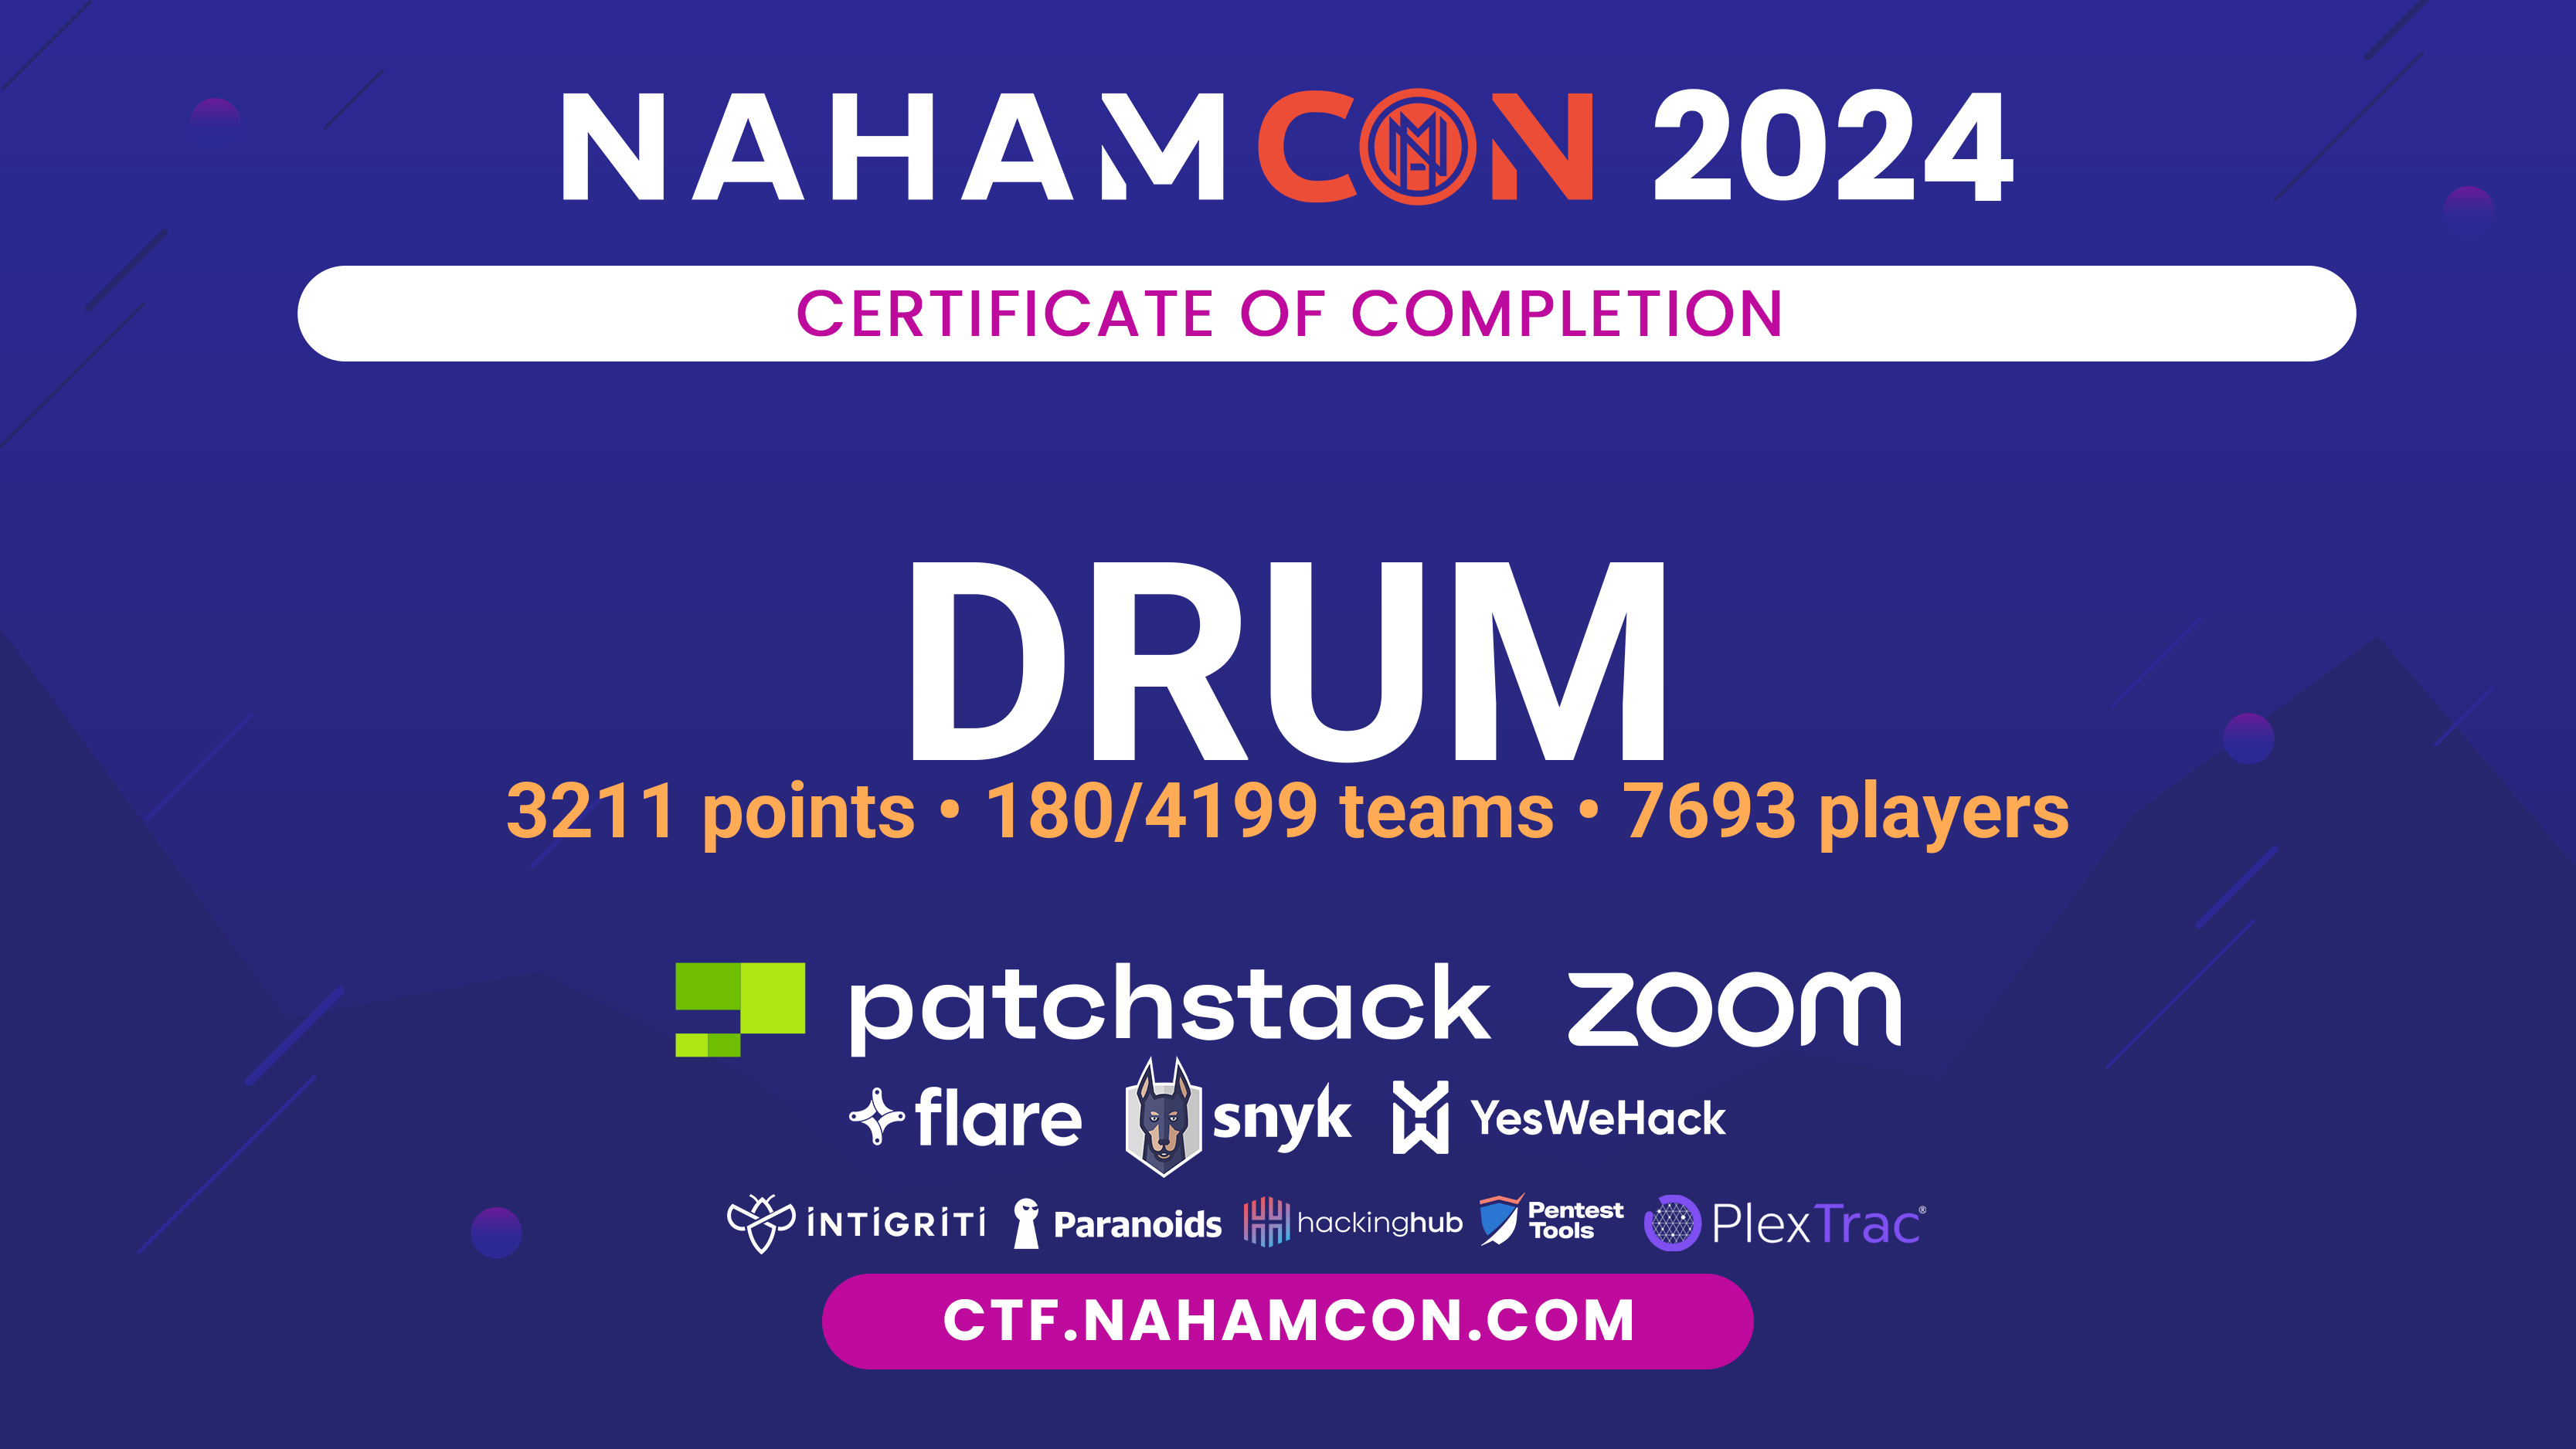 NAHAMCON 2024
CERTIFICATE OF COMPLETION
DRUM
3211 points • 180/4199 teams • 7693 players
patchstack zoom
flare snyk YesWeHack
INTIGRITI Paranoids hackinghub Pentest Tools PlexTrac®
CTF.NAHAMCON.COM